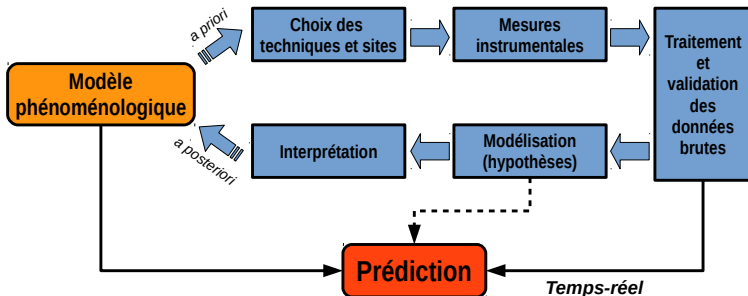 a priori
Choix des
techniques et sites
Mesures
instrumentales
Traitement
et
validation
des
données
brutes
Modèle
phénoménologique
a posteriori
Interprétation
Modélisation
(hypothèses)
Prédiction
Temps-réel